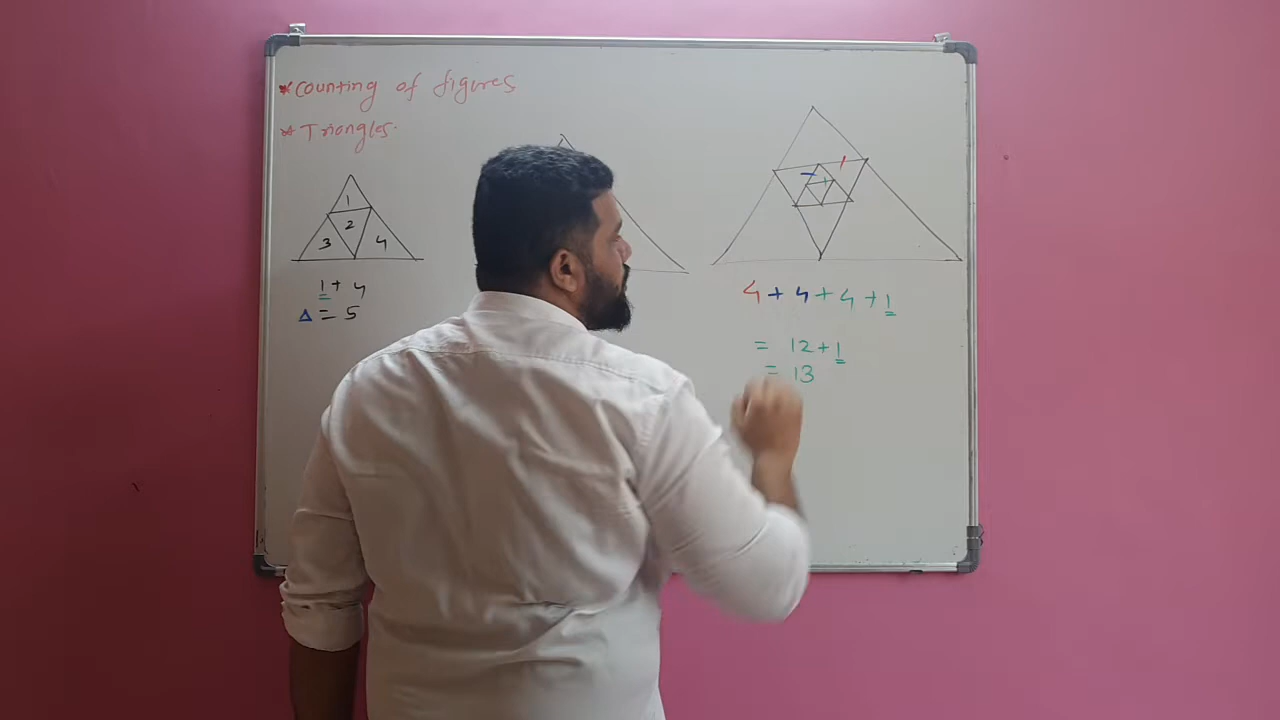 * Counting of figures
* Triangles.
1
2
3 4
1 + 4
Δ = 5
4 + 4 + 4 + 1
= 12 + 1
= 13